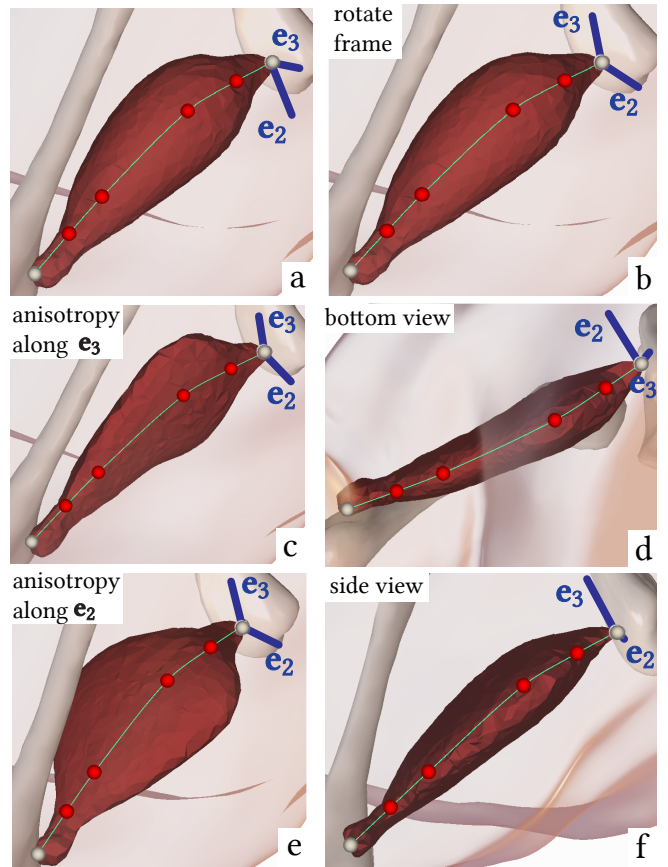 e3
e2
a
rotate
frame
e3
e2
b
anisotropy
along e3
e3
e2
c
bottom view
e2
e3
d
anisotropy
along e2
e3
e2
e
side view
e3
e2
f